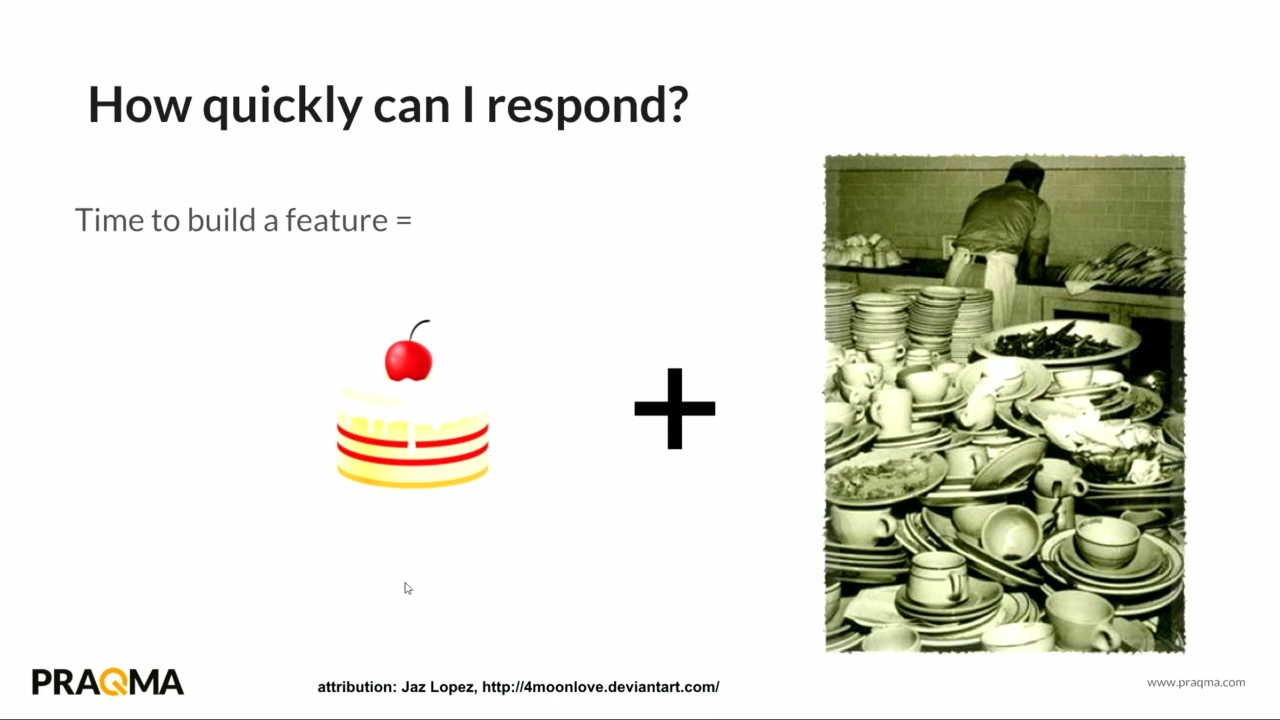 How quickly can I respond?
Time to build a feature =
+
PRAQMA
attribution: Jaz Lopez, http://4moonlove.deviantart.com/
www.praqma.com